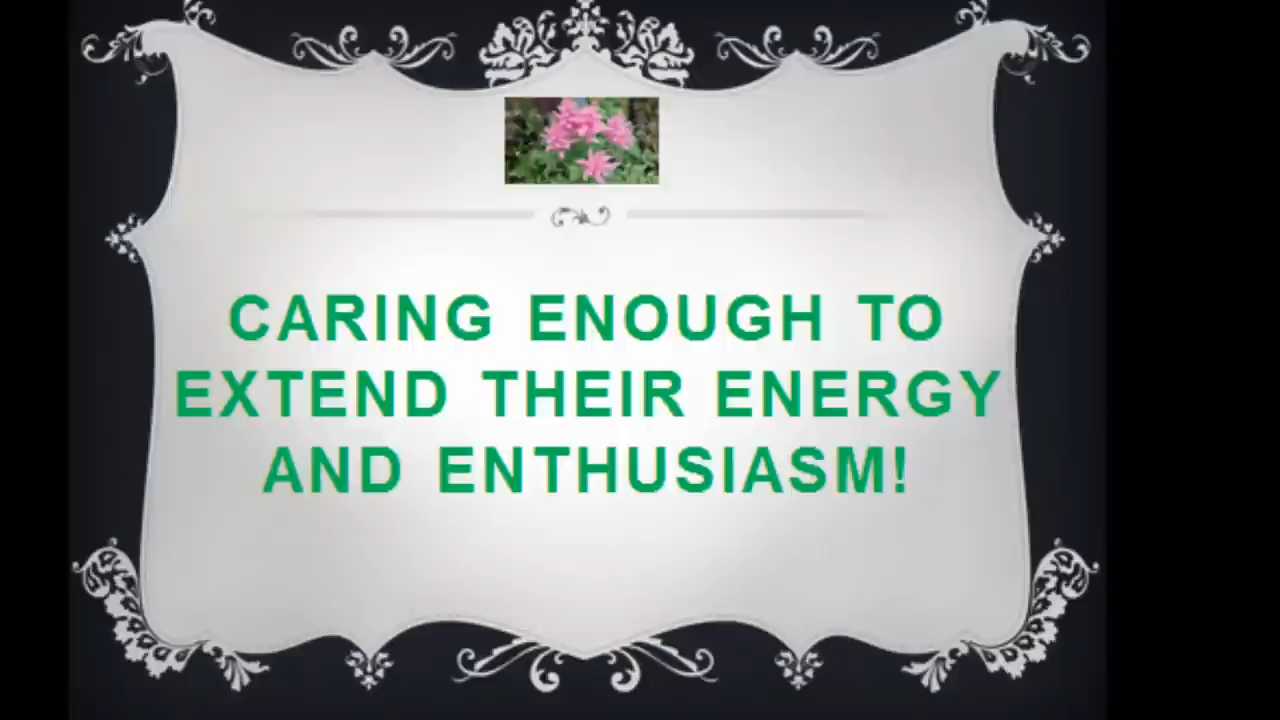 CARING ENOUGH TO
EXTEND THEIR ENERGY
AND ENTHUSIASM!